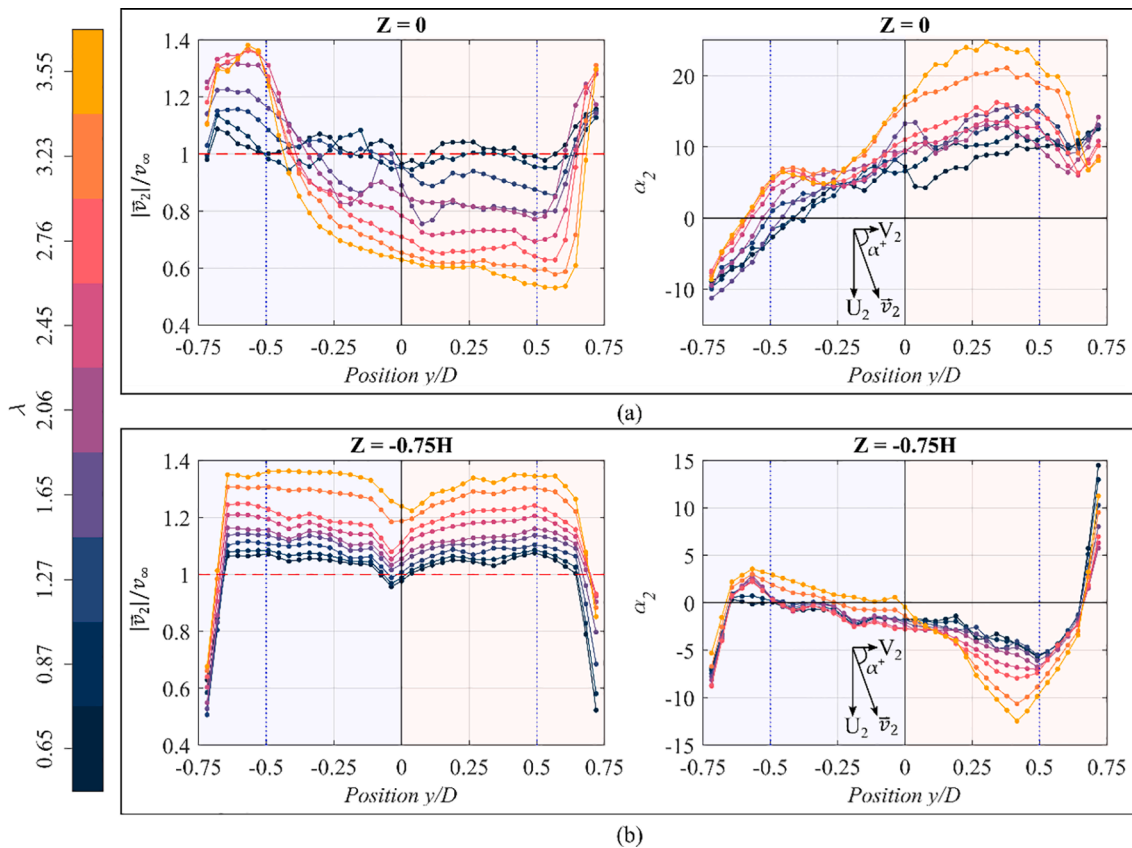 Z = 0
1.4
1.2
1
0.8
0.6
0.4
|v̄₂|/v∞
-0.75 -0.5 -0.25 0 0.25 0.5 0.75
Position y/D
Z = 0
20
10
0
-10
α₂
V₂
α⁺
U₂ v̄₂
-0.75 -0.5 -0.25 0 0.25 0.5 0.75
Position y/D
(a)
3.55
3.23
2.76
2.45
2.06
1.65
1.27
0.87
0.65
λ
Z = -0.75H
1.4
1.2
1
0.8
0.6
0.4
|v̄₂|/v∞
-0.75 -0.5 -0.25 0 0.25 0.5 0.75
Position y/D
Z = -0.75H
15
10
5
0
-5
-10
-15
α₂
V₂
α⁺
U₂ v̄₂
-0.75 -0.5 -0.25 0 0.25 0.5 0.75
Position y/D
(b)